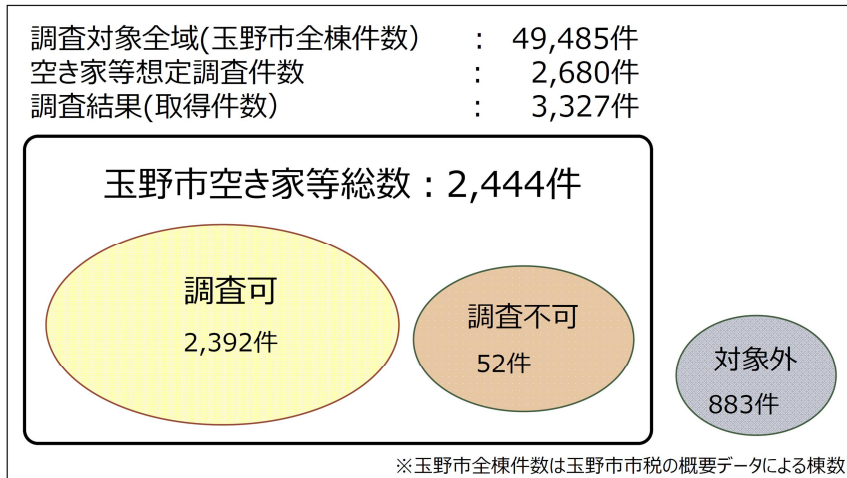 調査対象全域(玉野市全棟件数） ： 49,485件
空き家等想定調査件数 ： 2,680件
調査結果(取得件数） ： 3,327件
玉野市空き家等総数：2,444件
調査可
2,392件
調査不可
52件
対象外
883件
※玉野市全棟件数は玉野市市税の概要データによる棟数